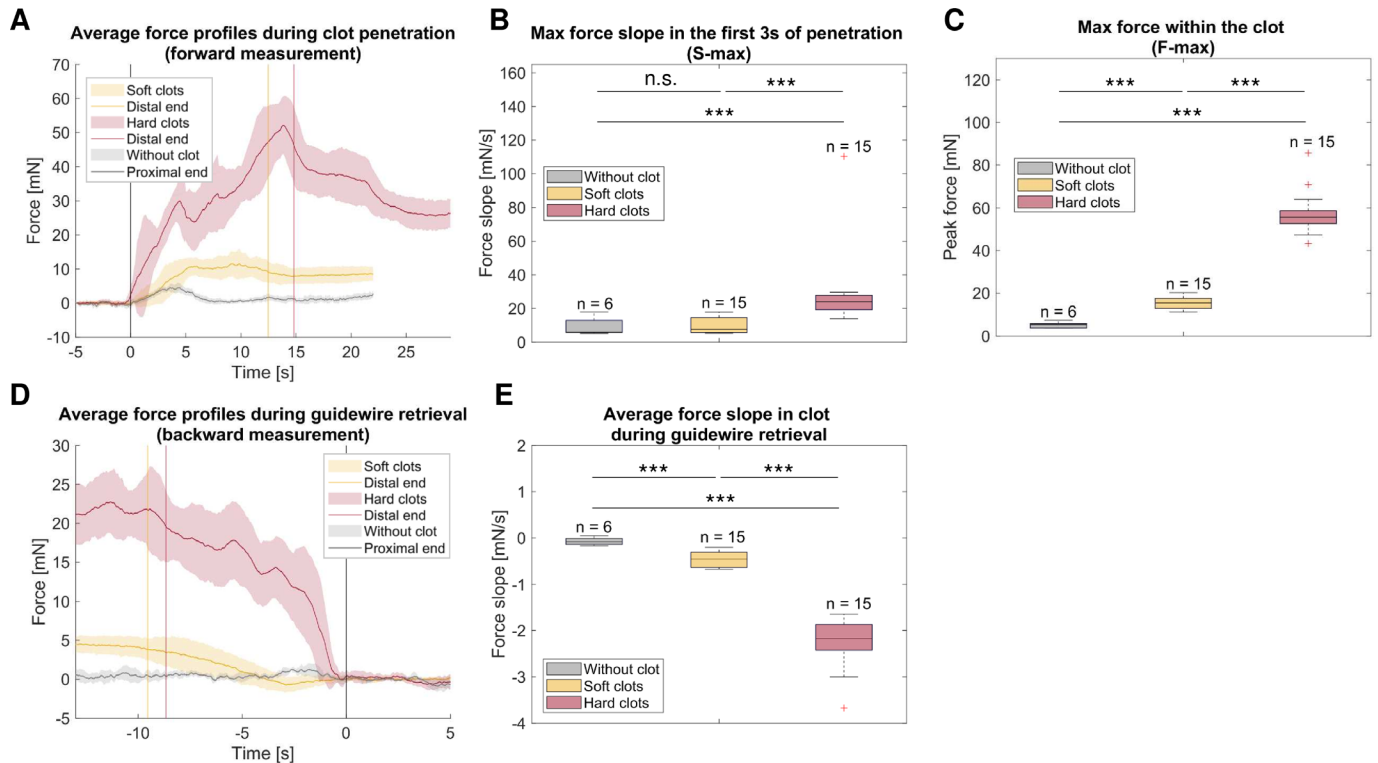 A
Average force profiles during clot penetration
(forward measurement)
70
60
50
40
30
20
10
0
-10
Force [mN]
Soft clots
Distal end
Hard clots
Distal end
Without clot
Proximal end
-5 0 5 10 15 20 25
Time [s]
B
Max force slope in the first 3s of penetration
(S-max)
160
140
120
100
80
60
40
20
0
Force slope [mN/s]
n.s.
***
***
n = 15
Without clot
Soft clots
Hard clots
n = 6
n = 15
C
Max force within the clot
(F-max)
120
100
80
60
40
20
0
Peak force [mN]
***
***
***
n = 15
Without clot
Soft clots
Hard clots
n = 15
n = 6
D
Average force profiles during guidewire retrieval
(backward measurement)
30
25
20
15
10
5
0
-5
Force [mN]
Soft clots
Distal end
Hard clots
Distal end
Without clot
Proximal end
-10 -5 0 5
Time [s]
E
Average force slope in clot
during guidewire retrieval
2
1
0
-1
-2
-3
-4
Force slope [mN/s]
***
***
***
n = 6
n = 15
n = 15
Without clot
Soft clots
Hard clots